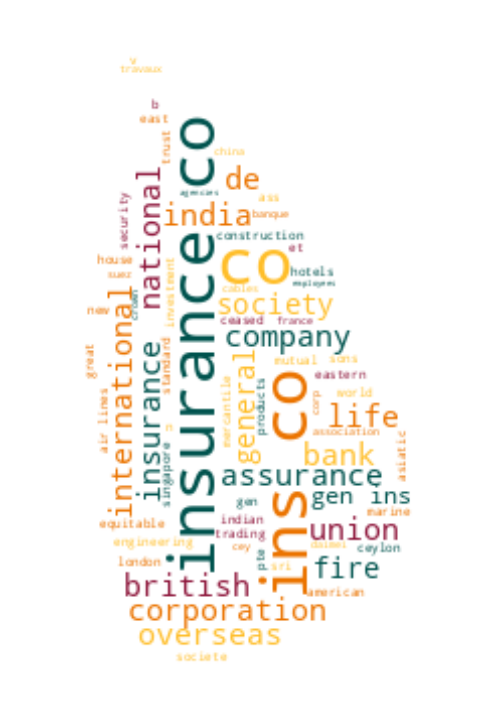 v
travaux
b
east
trust
insurance co
china
national
de
agencies
ass
security
india
banque
construction
et
house
co
hotels
suez
investment
employees
cables
crown
society
new
international
ceased
france
company
insurance
standard
general
great
mutual
sons
eastern
ins co
mercantile
products
corp
world
air lines
life
n
association
singapore
bank
asiatic
assurance
gen
gen ins
marine
equitable
indian
union
trading
engineering
cey
ceylon
pte
london
sri
fire
british
american
corporation
overseas
societe